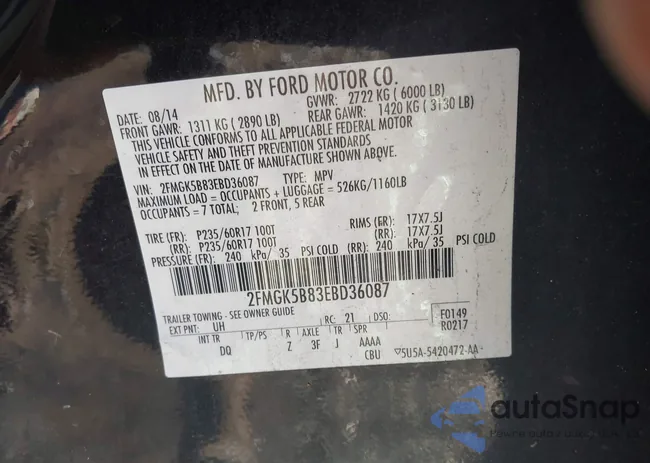 MFD. BY FORD MOTOR CO.
DATE: 08/14 GVWR: 2722 KG ( 6000 LB)
FRONT GAWR: 1311 KG ( 2890 LB) REAR GAWR: 1420 KG ( 3130 LB)
THIS VEHICLE CONFORMS TO ALL APPLICABLE FEDERAL MOTOR
VEHICLE SAFETY AND THEFT PREVENTION STANDARDS
IN EFFECT ON THE DATE OF MANUFACTURE SHOWN ABOVE.
VIN: 2FMGK5B83EBD36087 TYPE: MPV
MAXIMUM LOAD = OCCUPANTS + LUGGAGE = 526KG/1160LB
OCCUPANTS = 7 TOTAL; 2 FRONT, 5 REAR
TIRE (FR): P235/60R17 100T RIMS (FR): 17X7.5J
(RR): P235/60R17 100T (RR): 17X7.5J
PRESSURE (FR): 240 kPa/ 35 PSI COLD (RR): 240 kPa/ 35 PSI COLD
2FMGK5B83EBD36087
TRAILER TOWING - SEE OWNER GUIDE
EXT PNT: UH RC: 21 DSO: F0149
R0217
INT TR TP/PS R AXLE TR SPR
DQ Z 3F J AAAA
CBU 5U5A-5420472-AA
autoSnap